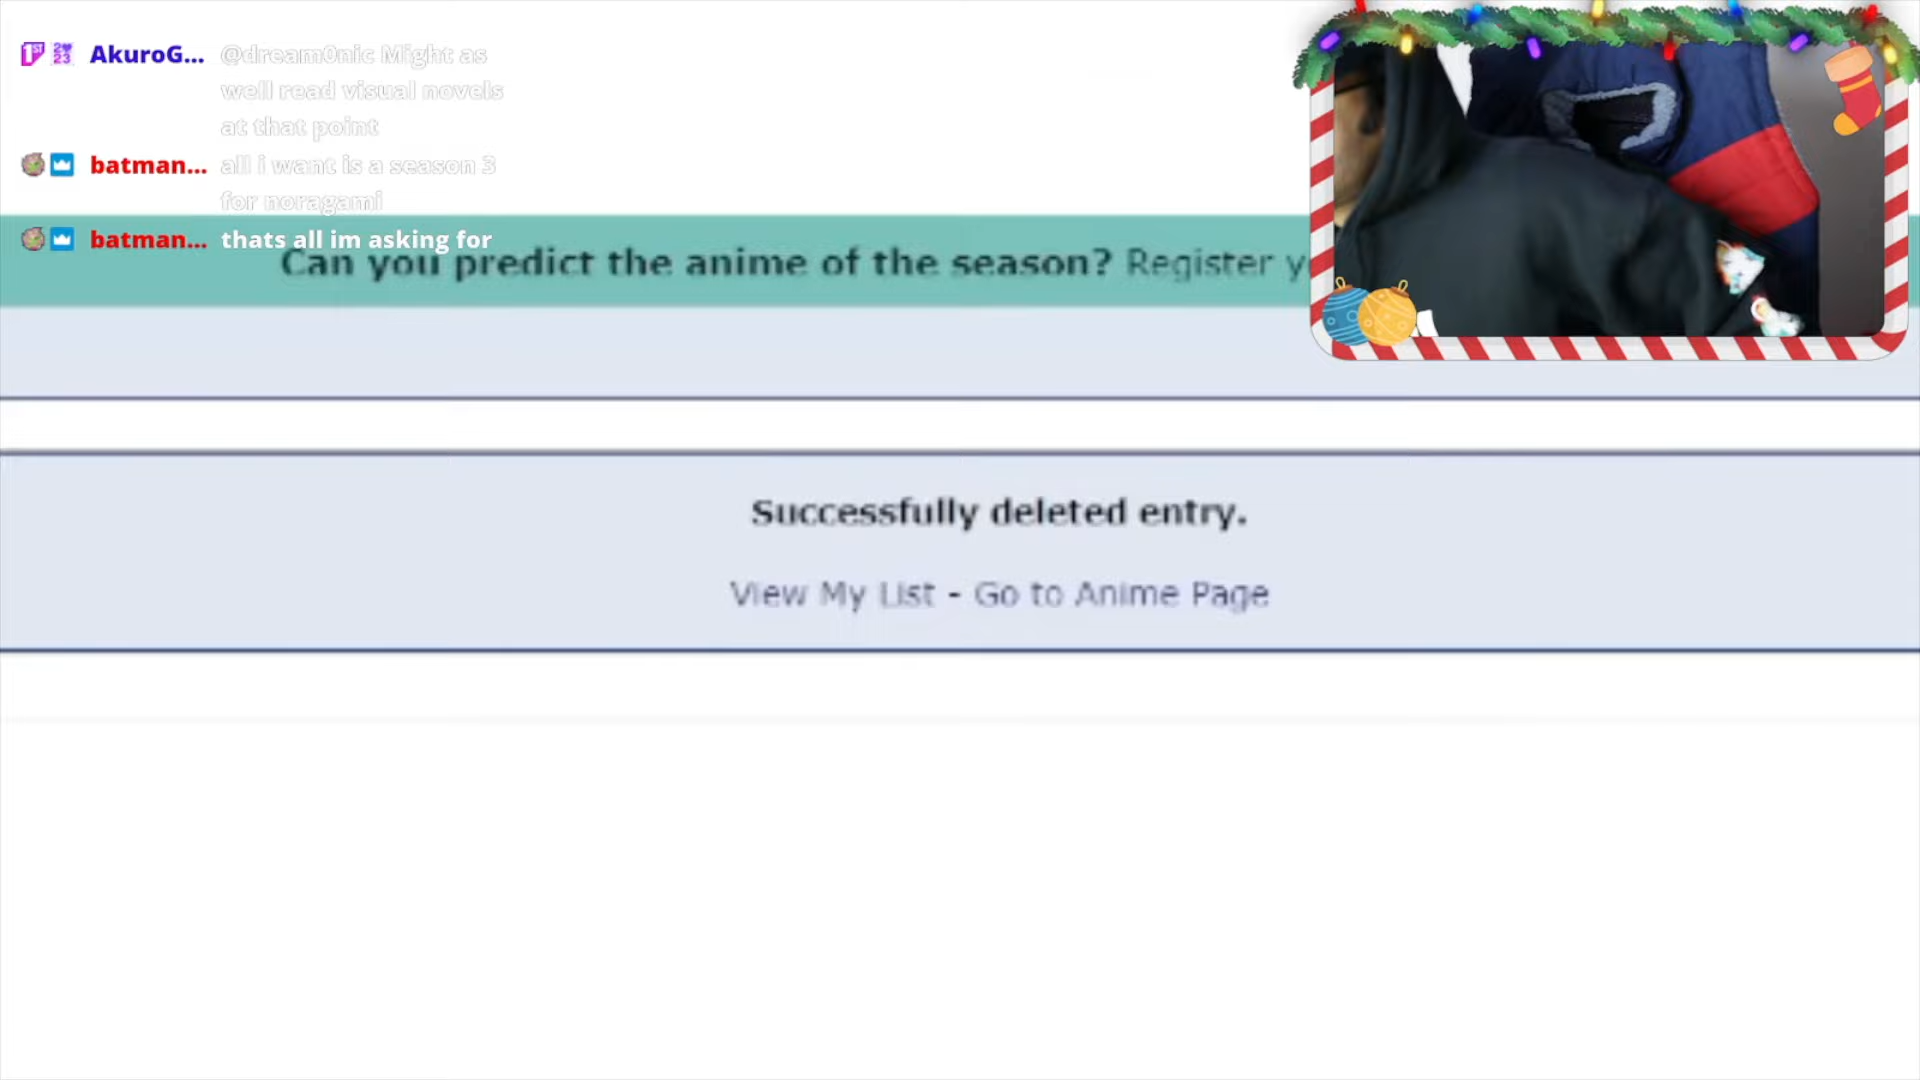 AkuroG... @dream0nic Might as
well read visual novels
at that point
batman... all i want is a season 3
for noragami
batman... thats all im asking for
Can you predict the anime of the season? Register y
Successfully deleted entry.
View My List - Go to Anime Page